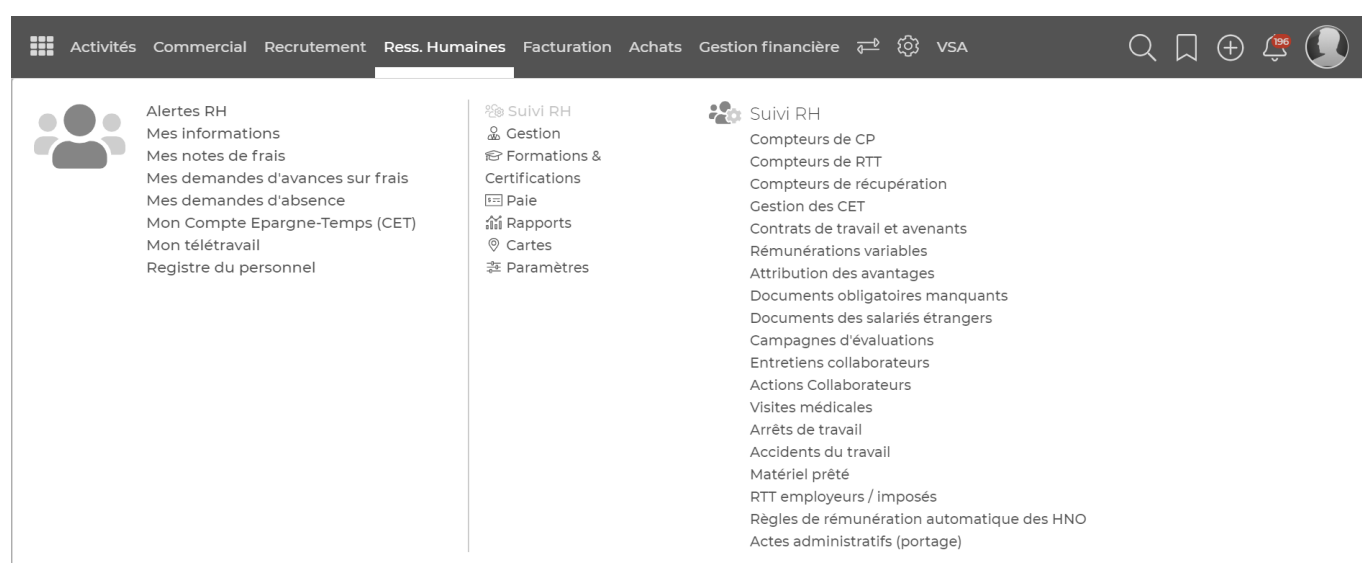 Activités Commercial Recrutement Ress. Humaines Facturation Achats Gestion financière VSA 196
Alertes RH
Mes informations
Mes notes de frais
Mes demandes d'avances sur frais
Mes demandes d'absence
Mon Compte Epargne-Temps (CET)
Mon télétravail
Registre du personnel
Suivi RH
Gestion
Formations &
Certifications
Paie
Rapports
Cartes
Paramètres
Suivi RH
Compteurs de CP
Compteurs de RTT
Compteurs de récupération
Gestion des CET
Contrats de travail et avenants
Rémunérations variables
Attribution des avantages
Documents obligatoires manquants
Documents des salariés étrangers
Campagnes d'évaluations
Entretiens collaborateurs
Actions Collaborateurs
Visites médicales
Arrêts de travail
Accidents du travail
Matériel prêté
RTT employeurs / imposés
Règles de rémunération automatique des HNO
Actes administratifs (portage)